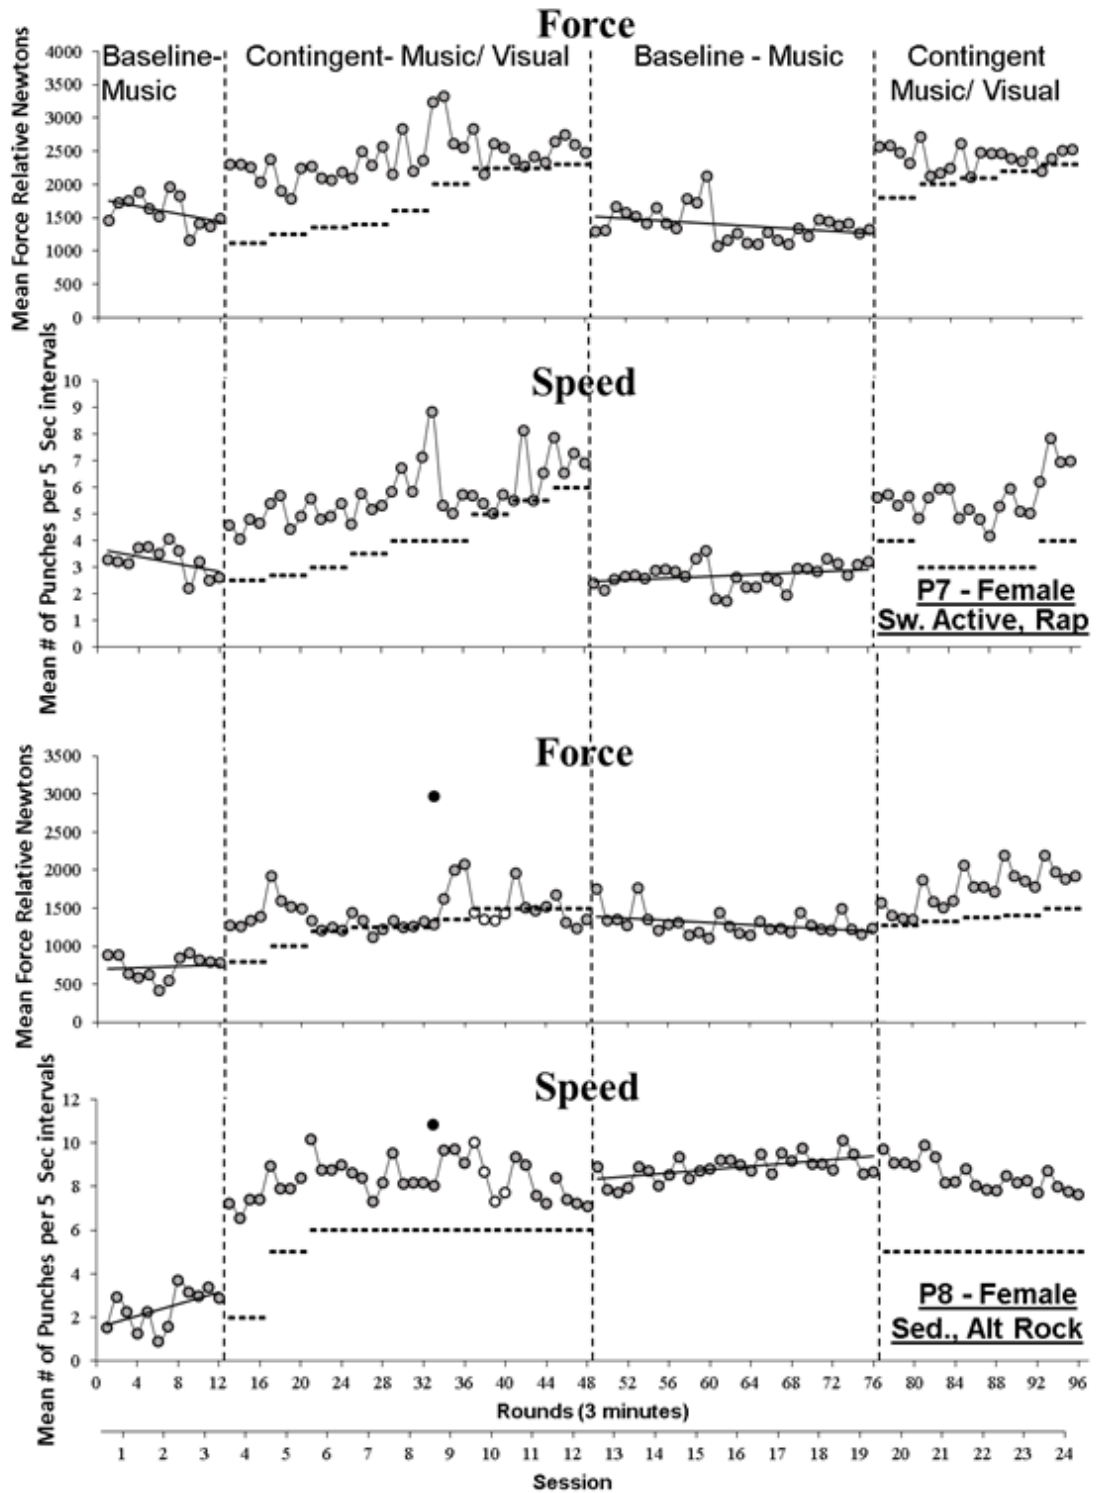 Force
Baseline-
Music
Contingent- Music/ Visual
Baseline - Music
Contingent
Music/ Visual
Mean Force Relative Newtons
4000
3500
3000
2500
2000
1500
1000
500
0
Speed
Mean # of Punches per 5 Sec intervals
10
9
8
7
6
5
4
3
2
1
0
P7 - Female
Sw. Active, Rap
Force
Mean Force Relative Newtons
3500
3000
2500
2000
1500
1000
500
0
Speed
Mean # of Punches per 5 Sec intervals
12
10
8
6
4
2
0
P8 - Female
Sed., Alt Rock
0 4 8 12 16 20 24 28 32 36 40 44 48 52 56 60 64 68 72 76 80 84 88 92 96
Rounds (3 minutes)
1 2 3 4 5 6 7 8 9 10 11 12 13 14 15 16 17 18 19 20 21 22 23 24
Session